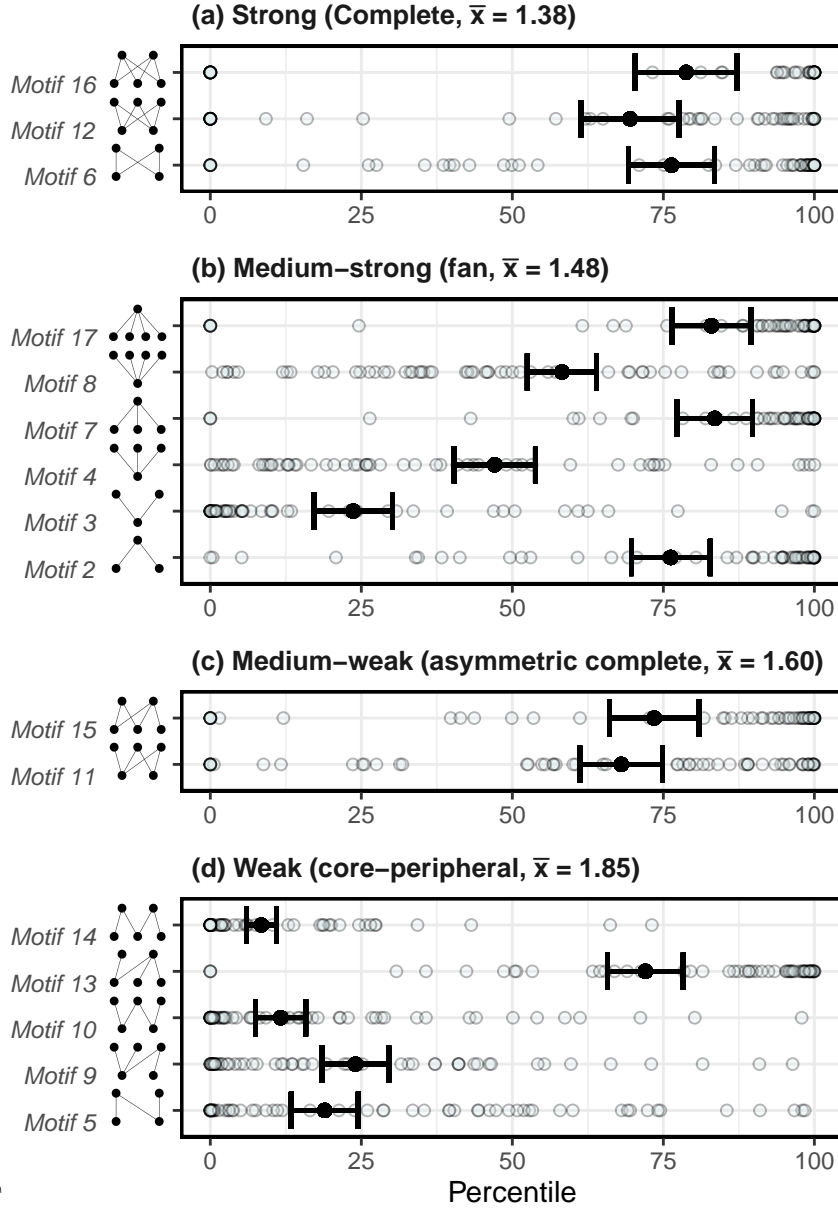 (a) Strong (Complete, x̅ = 1.38)
Motif 16
Motif 12
Motif 6
0 25 50 75 100
(b) Medium−strong (fan, x̅ = 1.48)
Motif 17
Motif 8
Motif 7
Motif 4
Motif 3
Motif 2
0 25 50 75 100
(c) Medium−weak (asymmetric complete, x̅ = 1.60)
Motif 15
Motif 11
0 25 50 75 100
(d) Weak (core−peripheral, x̅ = 1.85)
Motif 14
Motif 13
Motif 10
Motif 9
Motif 5
0 25 50 75 100
Percentile